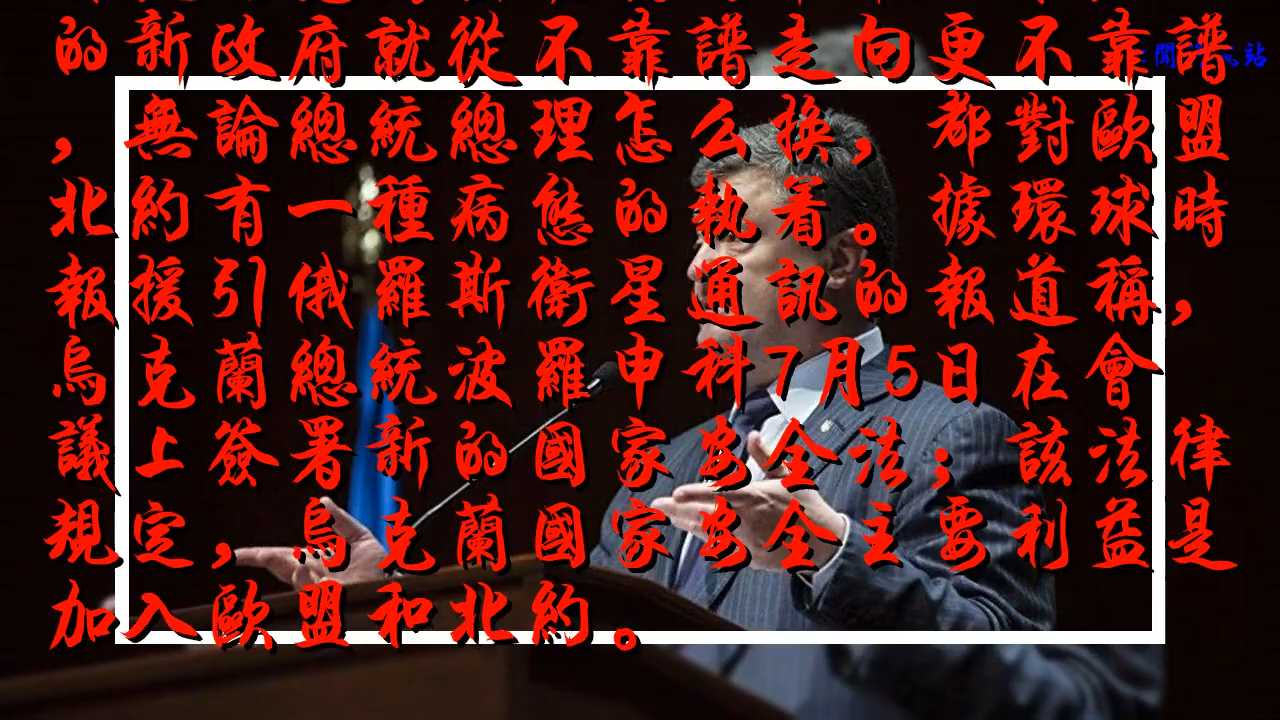 的新政府就從不靠譜走向更不靠譜
，無論總統總理怎么換，都對歐盟
北約有一種病態的執着。據環球時
報援引俄羅斯衛星通訊的報道稱，
烏克蘭總統波羅申科7月5日在會
議上簽署新的國家安全法；該法律
規定，烏克蘭國家安全主要利益是
加入歐盟和北約。